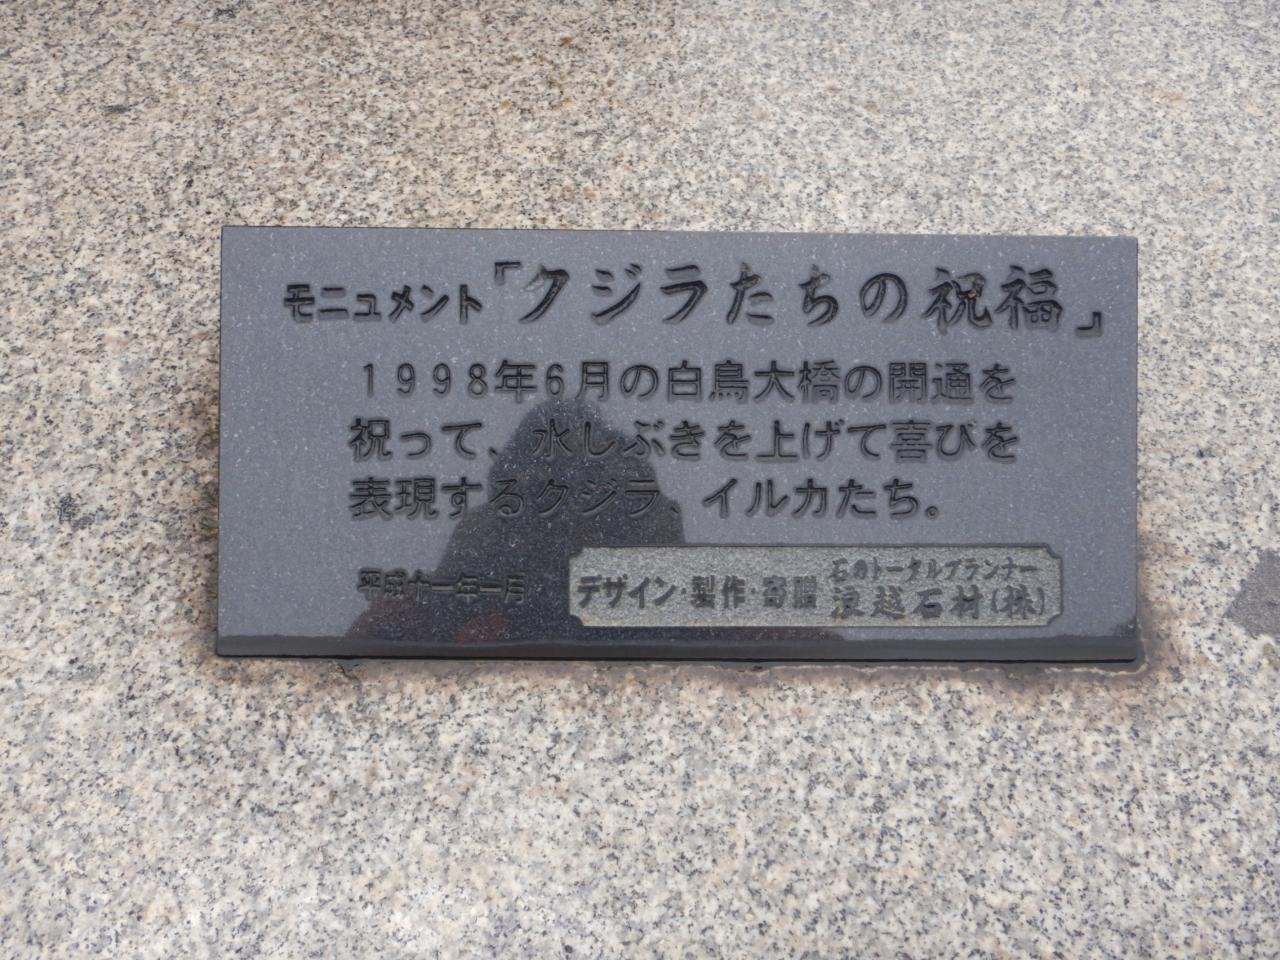 モニュメント「クジラたちの祝福」
1998年6月の白鳥大橋の開通を
祝って、水しぶきを上げて喜びを
表現するクジラ、イルカたち。
平成十一年一月
デザイン・製作・寄贈
石のトータルプランナー
浪越石材(株)